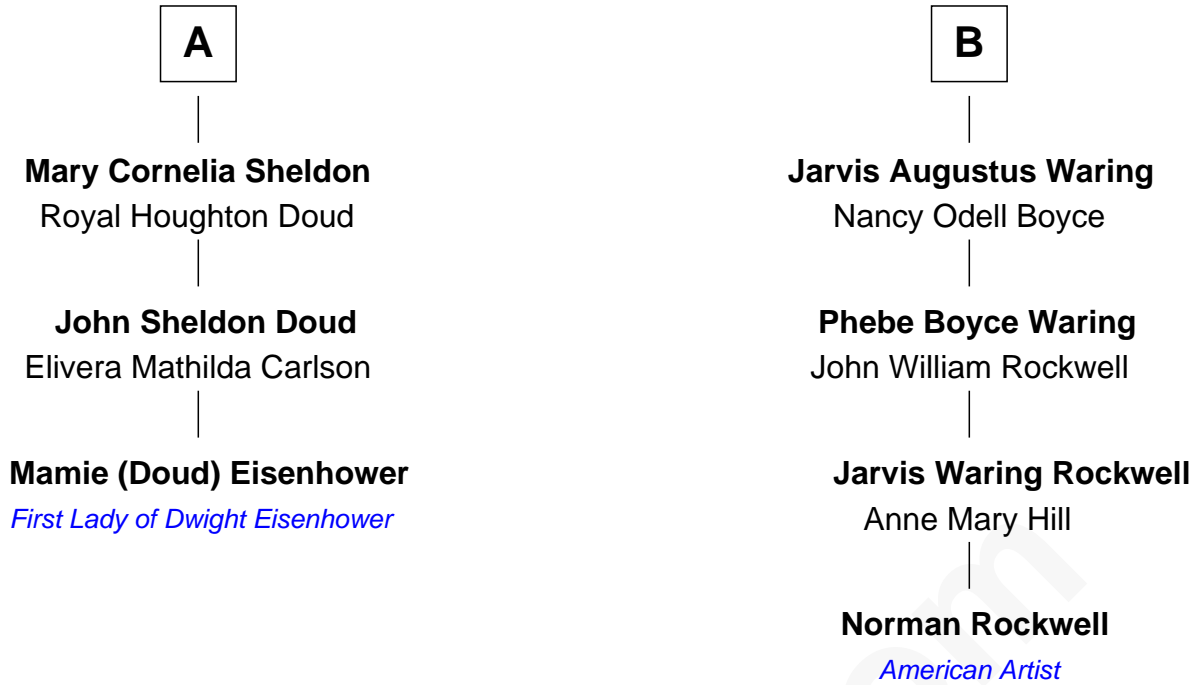 A
Mary Cornelia Sheldon
Royal Houghton Doud
John Sheldon Doud
Elivera Mathilda Carlson
Mamie (Doud) Eisenhower
First Lady of Dwight Eisenhower
B
Jarvis Augustus Waring
Nancy Odell Boyce
Phebe Boyce Waring
John William Rockwell
Jarvis Waring Rockwell
Anne Mary Hill
Norman Rockwell
American Artist